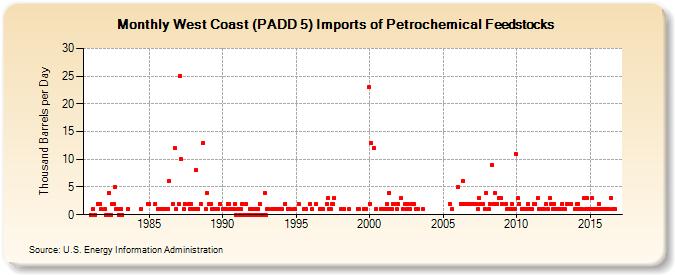 Monthly West Coast (PADD 5) Imports of Petrochemical Feedstocks
Thousand Barrels per Day
30
25
20
15
10
5
0
1985 1990 1995 2000 2005 2010 2015
Source: U.S. Energy Information Administration